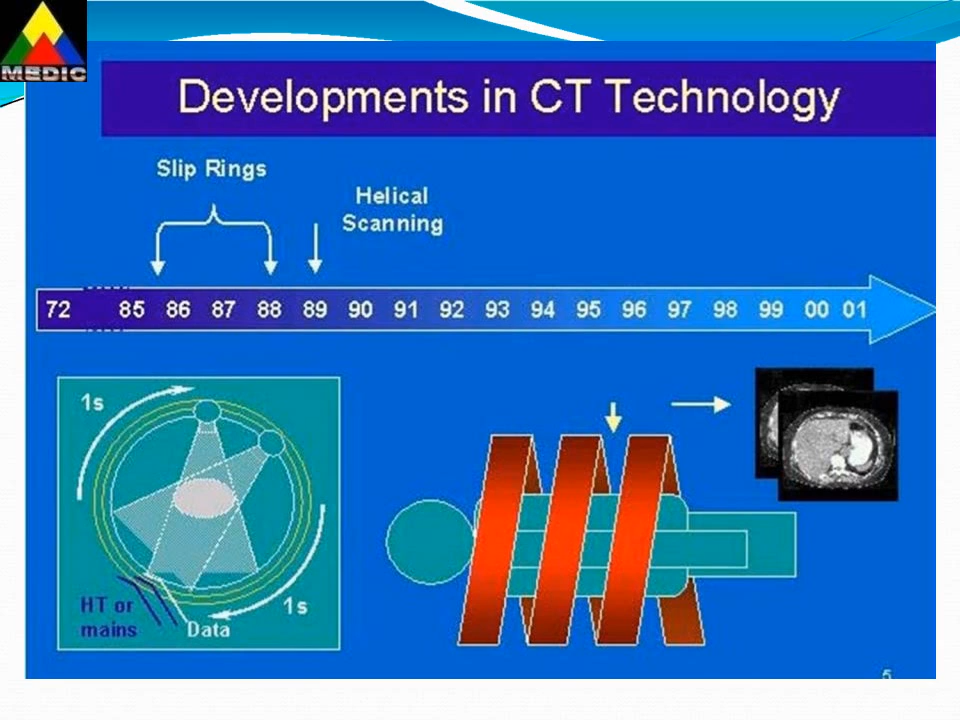 MEDIC
Developments in CT Technology
Slip Rings
Helical
Scanning
72 85 86 87 88 89 90 91 92 93 94 95 96 97 98 99 00 01
1s
1s
HT or
mains
Data
5